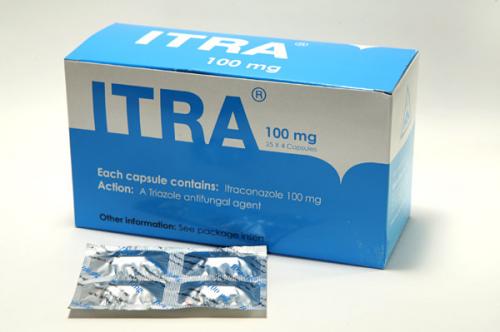 ITRA®
100 mg
ITRA®
100 mg
25 X 4 Capsules
Each capsule contains: Itraconazole 100 mg
Action: A Triazole antifungal agent
Other information: See package insert